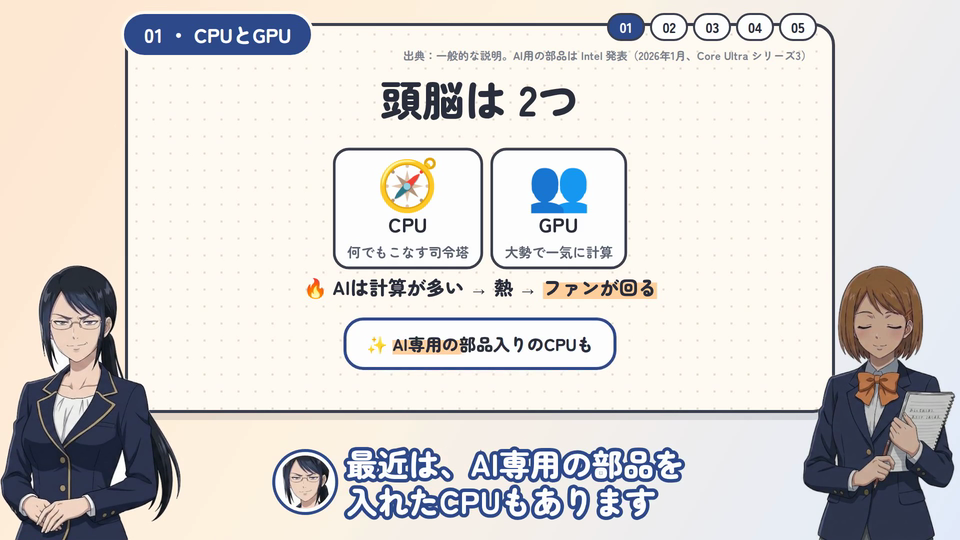 01 ・ CPUとGPU
01 02 03 04 05
出典：一般的な説明。AI用の部品は Intel 発表（2026年1月、Core Ultra シリーズ3）
頭脳は 2つ
CPU
何でもこなす司令塔
GPU
大勢で一気に計算
AIは計算が多い → 熱 → ファンが回る
AI専用の部品入りのCPUも
最近は、AI専用の部品を
入れたCPUもあります